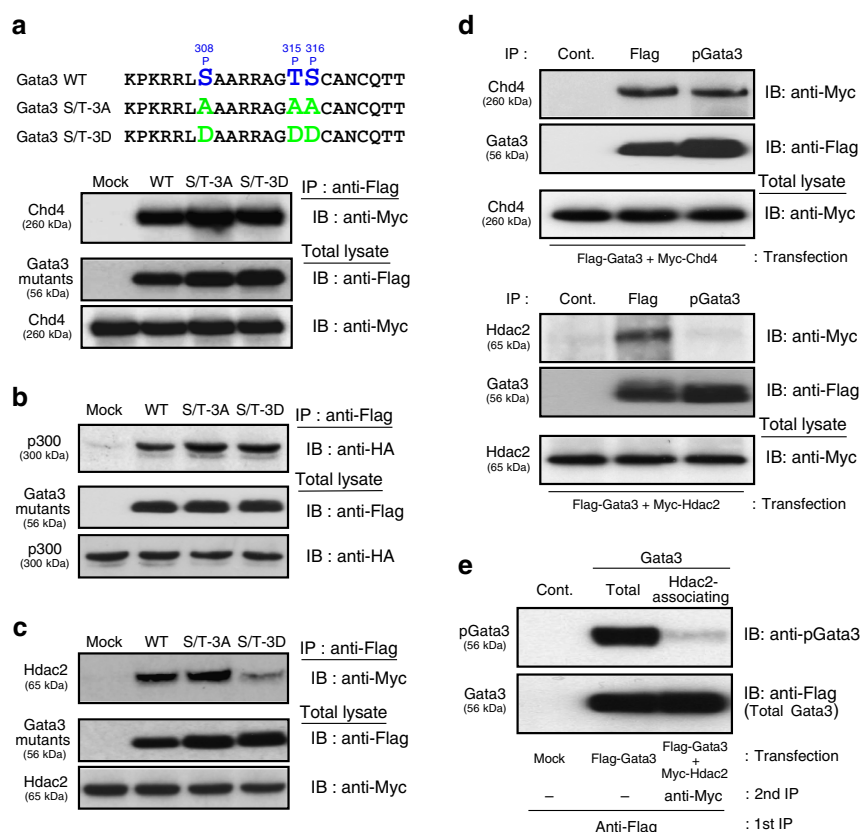 a
308 315 316
P P P
Gata3 WT KPKRRLSAARRAGTSCANCQTT
Gata3 S/T-3A KPKRRLAAARRAGAACANCQTT
Gata3 S/T-3D KPKRRLDAARRAGDDCANCQTT
Mock WT S/T-3A S/T-3D
IP : anti-Flag
Chd4
(260 kDa)
IB : anti-Myc
Total lysate
Gata3
mutants
(56 kDa)
IB : anti-Flag
Chd4
(260 kDa)
IB : anti-Myc
b
Mock WT S/T-3A S/T-3D
IP : anti-Flag
p300
(300 kDa)
IB : anti-HA
Total lysate
Gata3
mutants
(56 kDa)
IB : anti-Flag
p300
(300 kDa)
IB : anti-HA
c
Mock WT S/T-3A S/T-3D
IP : anti-Flag
Hdac2
(65 kDa)
IB : anti-Myc
Total lysate
Gata3
mutants
(56 kDa)
IB : anti-Flag
Hdac2
(65 kDa)
IB : anti-Myc
d
IP : Cont. Flag pGata3
Chd4
(260 kDa)
IB: anti-Myc
Gata3
(56 kDa)
IB: anti-Flag
Total lysate
Chd4
(260 kDa)
IB: anti-Myc
Flag-Gata3 + Myc-Chd4 : Transfection
IP : Cont. Flag pGata3
Hdac2
(65 kDa)
IB: anti-Myc
Gata3
(56 kDa)
IB: anti-Flag
Total lysate
Hdac2
(65 kDa)
IB: anti-Myc
Flag-Gata3 + Myc-Hdac2 : Transfection
e
Gata3
Cont. Total Hdac2-
associating
pGata3
(56 kDa)
IB: anti-pGata3
Gata3
(56 kDa)
IB: anti-Flag
(Total Gata3)
Mock Flag-Gata3 Flag-Gata3
+
Myc-Hdac2
: Transfection
– – anti-Myc : 2nd IP
Anti-Flag : 1st IP